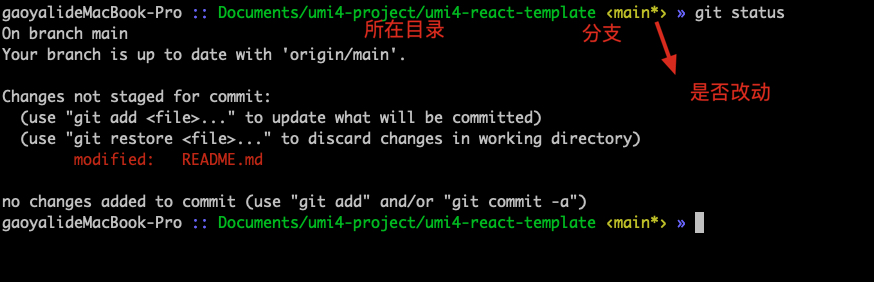 gaoyalideMacBook-Pro :: Documents/umi4-project/umi4-react-template <main*> » git status
所在目录 分支
On branch main
Your branch is up to date with 'origin/main'.
是否改动
Changes not staged for commit:
(use "git add <file>..." to update what will be committed)
(use "git restore <file>..." to discard changes in working directory)
modified: README.md
no changes added to commit (use "git add" and/or "git commit -a")
gaoyalideMacBook-Pro :: Documents/umi4-project/umi4-react-template <main*> »